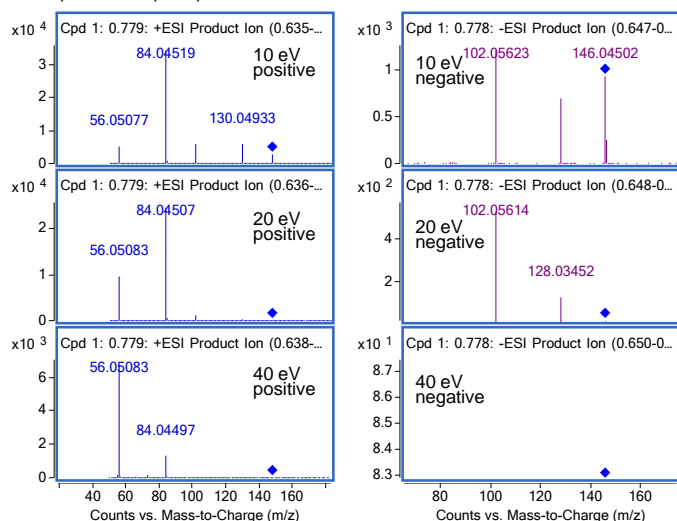 x10 4
Cpd 1: 0.779: +ESI Product Ion (0.635-...
84.04519
10 eV
positive
56.05077
130.04933
3
2
1
0
x10 3
Cpd 1: 0.778: -ESI Product Ion (0.647-0...
102.05623
146.04502
10 eV
negative
1
0.5
0
x10 4
Cpd 1: 0.779: +ESI Product Ion (0.636-...
84.04507
20 eV
positive
56.05083
2
1
0
x10 2
Cpd 1: 0.778: -ESI Product Ion (0.648-0...
102.05614
20 eV
negative
128.03452
4
2
x10 3
Cpd 1: 0.779: +ESI Product Ion (0.638-...
56.05083
40 eV
positive
84.04497
6
4
2
0
40 60 80 100 120 140 160
Counts vs. Mass-to-Charge (m/z)
x10 1
Cpd 1: 0.778: -ESI Product Ion (0.650-0...
40 eV
negative
8.7
8.6
8.5
8.4
8.3
80 100 120 140 160
Counts vs. Mass-to-Charge (m/z)